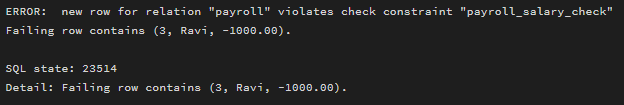 ERROR:  new row for relation "payroll" violates check constraint "payroll_salary_check"
Failing row contains (3, Ravi, -1000.00).
SQL state: 23514
Detail: Failing row contains (3, Ravi, -1000.00).